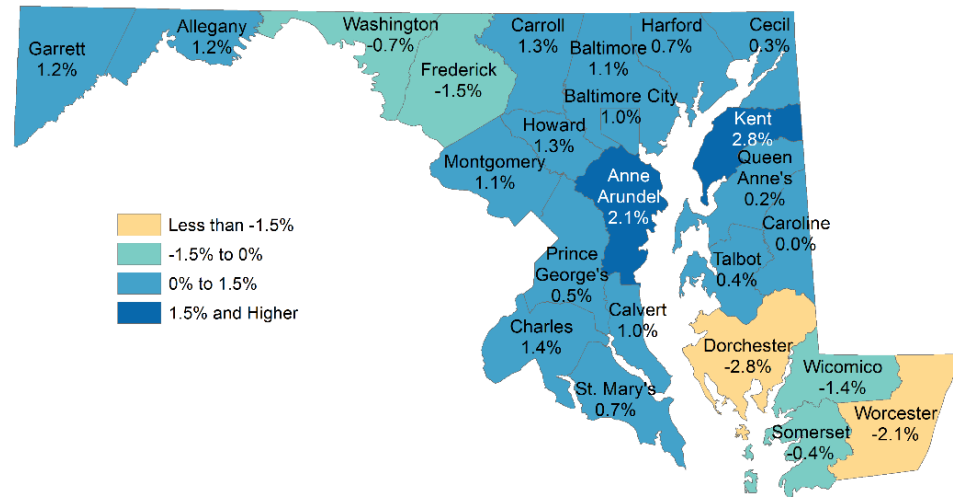 Garrett
1.2%
Allegany
1.2%
Washington
-0.7%
Frederick
-1.5%
Carroll
1.3%
Baltimore
1.1%
Harford
0.7%
Cecil
0.3%
Baltimore City
1.0%
Howard
1.3%
Montgomery
1.1%
Kent
2.8%
Anne
Arundel
2.1%
Queen
Anne's
0.2%
Caroline
0.0%
Talbot
0.4%
Prince
George's
0.5%
Calvert
1.0%
Charles
1.4%
St. Mary's
0.7%
Dorchester
-2.8%
Wicomico
-1.4%
Worcester
-2.1%
Somerset
-0.4%
Less than -1.5%
-1.5% to 0%
0% to 1.5%
1.5% and Higher